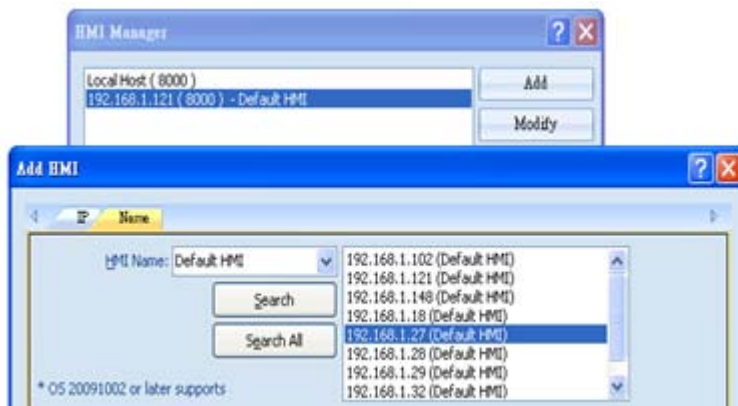 HMI Manager
Local Host ( 8000 )
192.168.1.121 ( 8000 ) - Default HMI
Add
Modify
Add HMI
IP
Name
HMI Name:
Default HMI
Search
Search All
* OS 20091002 or later supports
192.168.1.102 (Default HMI)
192.168.1.121 (Default HMI)
192.168.1.148 (Default HMI)
192.168.1.18 (Default HMI)
192.168.1.27 (Default HMI)
192.168.1.28 (Default HMI)
192.168.1.29 (Default HMI)
192.168.1.32 (Default HMI)